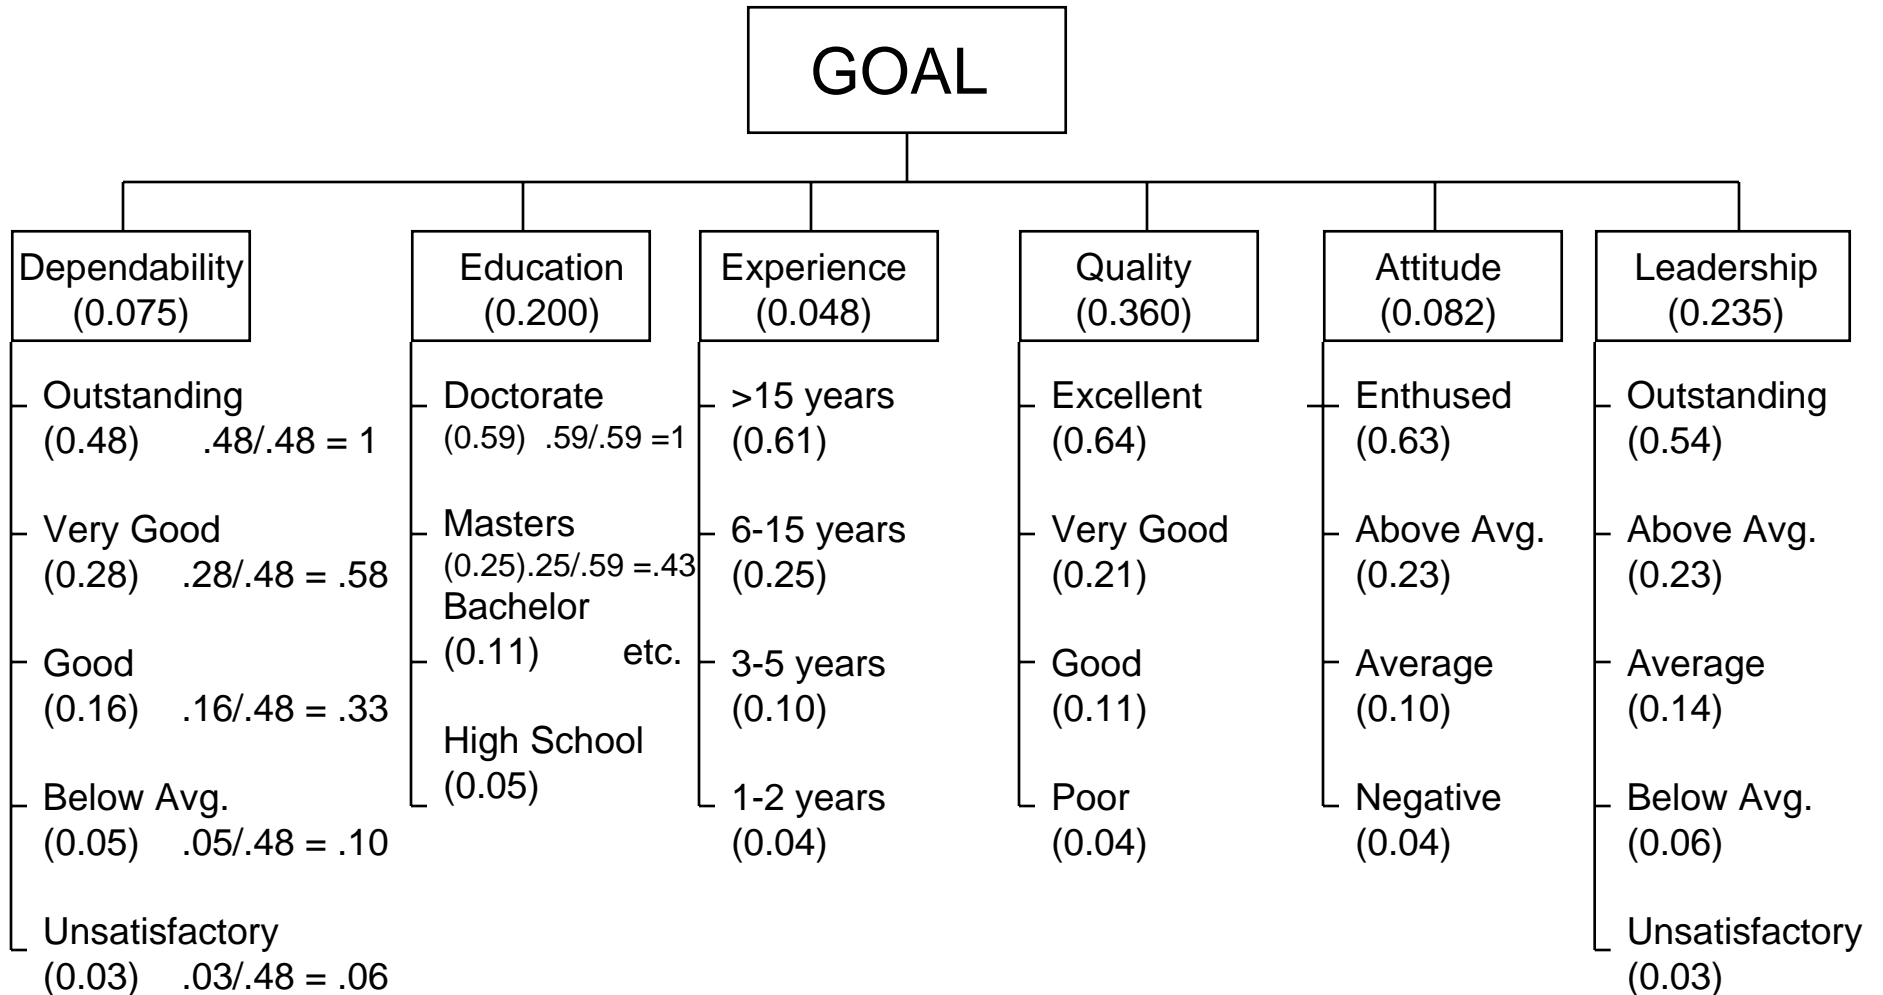 GOAL
Dependability
(0.075)
Outstanding
(0.48) .48/.48 = 1
Very Good
(0.28) .28/.48 = .58
Good
(0.16) .16/.48 = .33
Below Avg.
(0.05) .05/.48 = .10
Unsatisfactory
(0.03) .03/.48 = .06
Education
(0.200)
Doctorate
(0.59) .59/.59 =1
Masters
(0.25).25/.59 =.43
Bachelor
(0.11) etc.
High School
(0.05)
Experience
(0.048)
>15 years
(0.61)
6-15 years
(0.25)
3-5 years
(0.10)
1-2 years
(0.04)
Quality
(0.360)
Excellent
(0.64)
Very Good
(0.21)
Good
(0.11)
Poor
(0.04)
Attitude
(0.082)
Enthused
(0.63)
Above Avg.
(0.23)
Average
(0.10)
Negative
(0.04)
Leadership
(0.235)
Outstanding
(0.54)
Above Avg.
(0.23)
Average
(0.14)
Below Avg.
(0.06)
Unsatisfactory
(0.03)